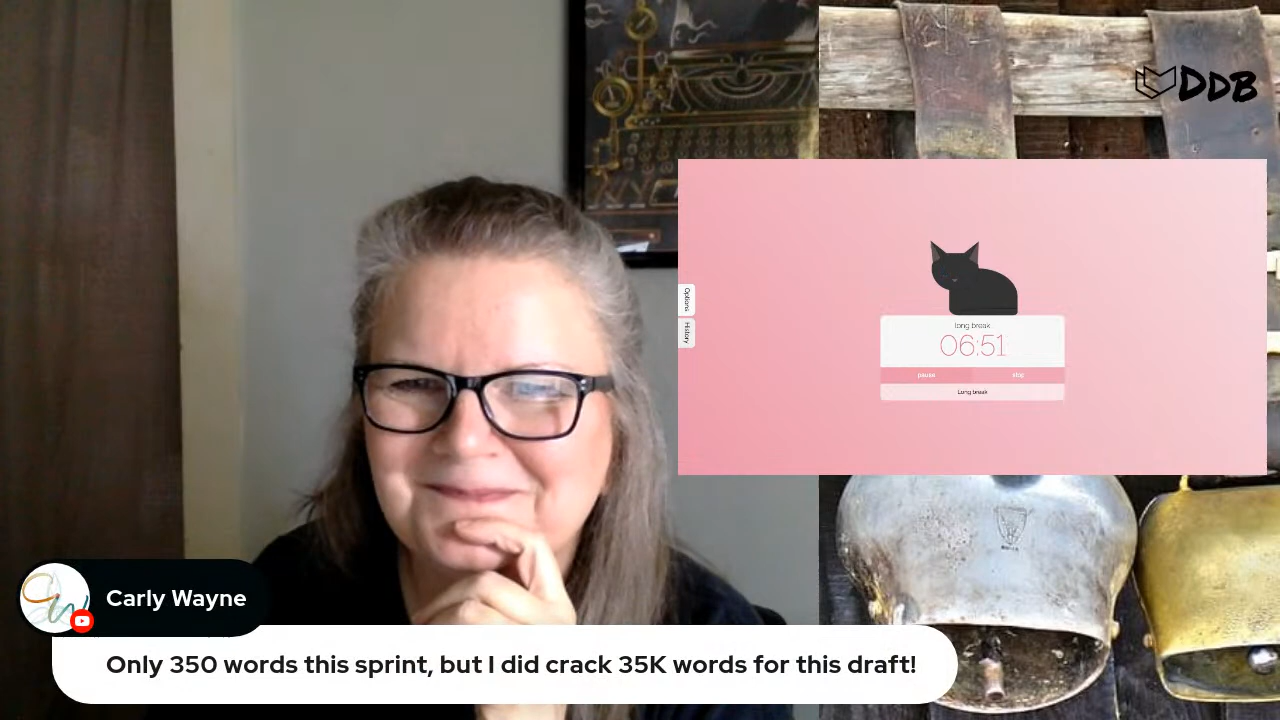 DDB
Options
History
long break
06:51
pause
stop
Long break
Carly Wayne
Only 350 words this sprint, but I did crack 35K words for this draft!